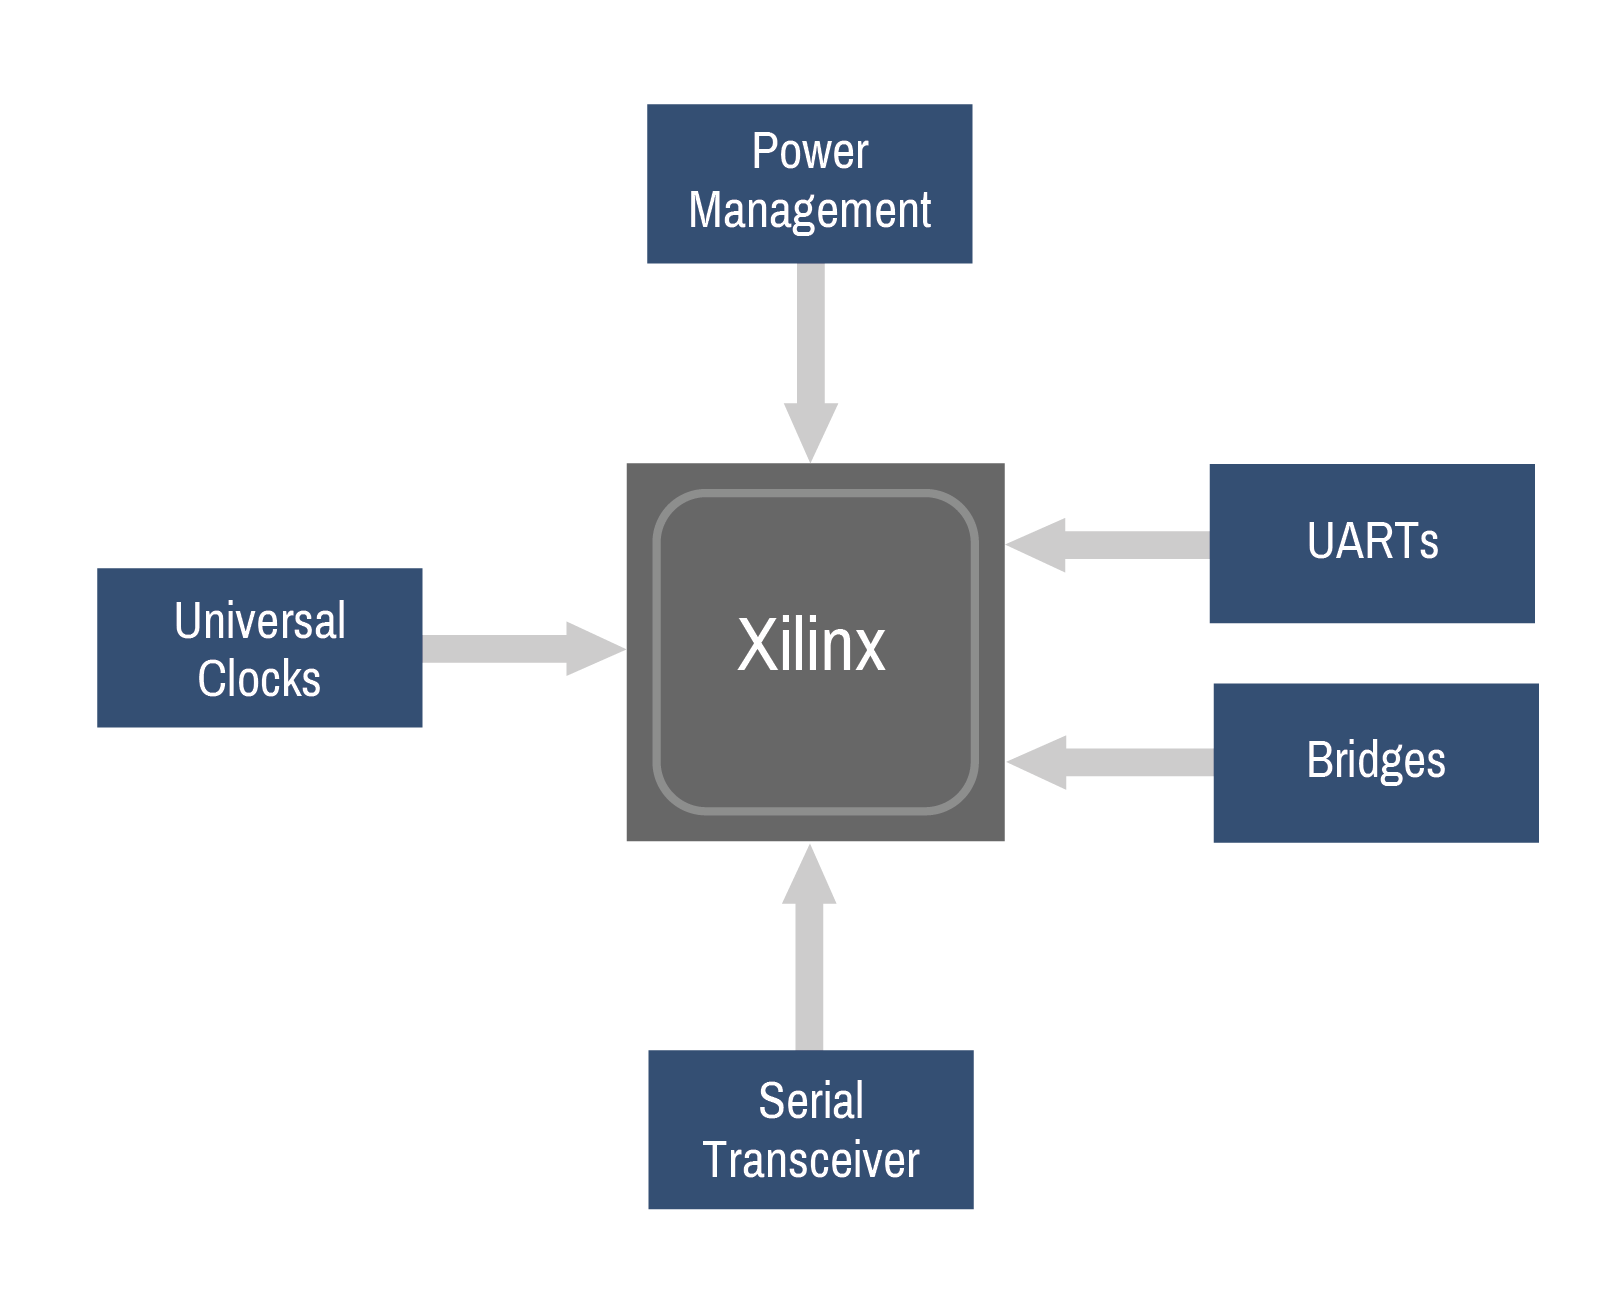 Power
Management
UARTs
Universal
Clocks
Xilinx
Bridges
Serial
Transceiver